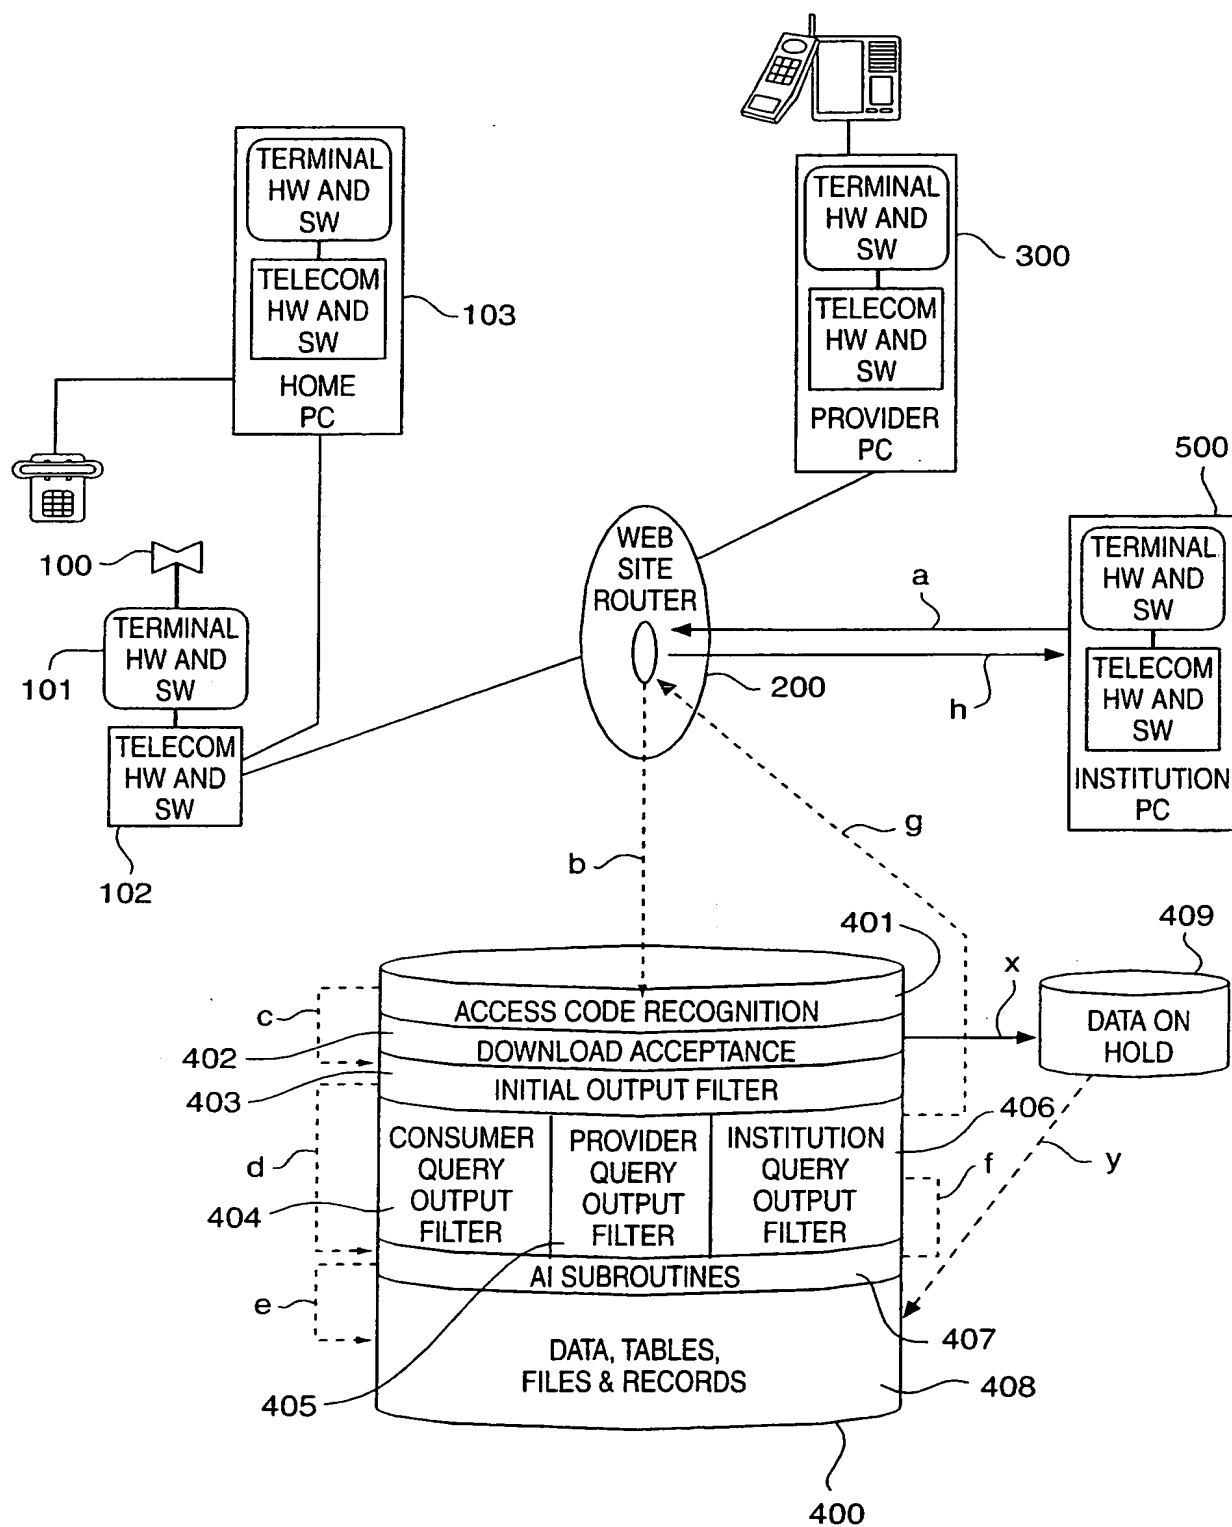 TERMINAL
HW AND
SW
TELECOM
HW AND
SW
HOME
PC
103
TERMINAL
HW AND
SW
TELECOM
HW AND
SW
PROVIDER
PC
300
500
TERMINAL
HW AND
SW
TELECOM
HW AND
SW
INSTITUTION
PC
100
TERMINAL
HW AND
SW
101
TELECOM
HW AND
SW
102
WEB
SITE
ROUTER
200
a
h
g
b
401
409
x
c
ACCESS CODE RECOGNITION
402
DOWNLOAD ACCEPTANCE
DATA ON
HOLD
403
INITIAL OUTPUT FILTER
406
d
CONSUMER
QUERY
OUTPUT
FILTER
PROVIDER
QUERY
OUTPUT
FILTER
INSTITUTION
QUERY
OUTPUT
FILTER
f
y
404
AI SUBROUTINES
e
407
DATA, TABLES,
FILES & RECORDS
405
408
400